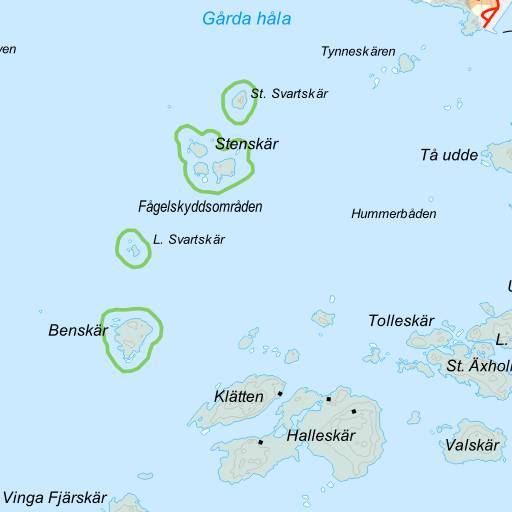 Gårda håla
Tynneskären
ven
St. Svartskär
Stenskär
Tå udde
Fågelskyddsområden
Hummerbåden
L. Svartskär
Benskär
Tolleskär
L.
St. Äxholm
Klätten
Halleskär
Valskär
Vinga Fjärskär